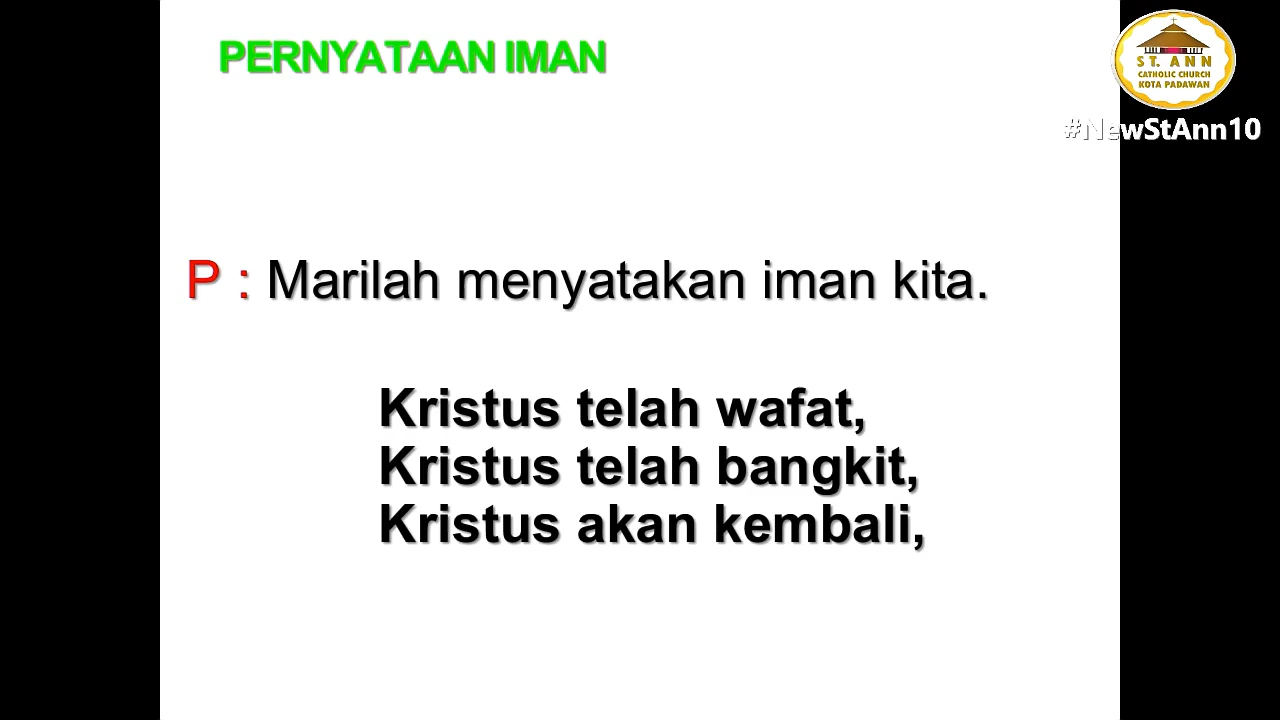 PERNYATAAN IMAN
ST. ANN
CATHOLIC CHURCH
KOTA PADAWAN
#NewStAnn10
P : Marilah menyatakan iman kita.
Kristus telah wafat,
Kristus telah bangkit,
Kristus akan kembali,